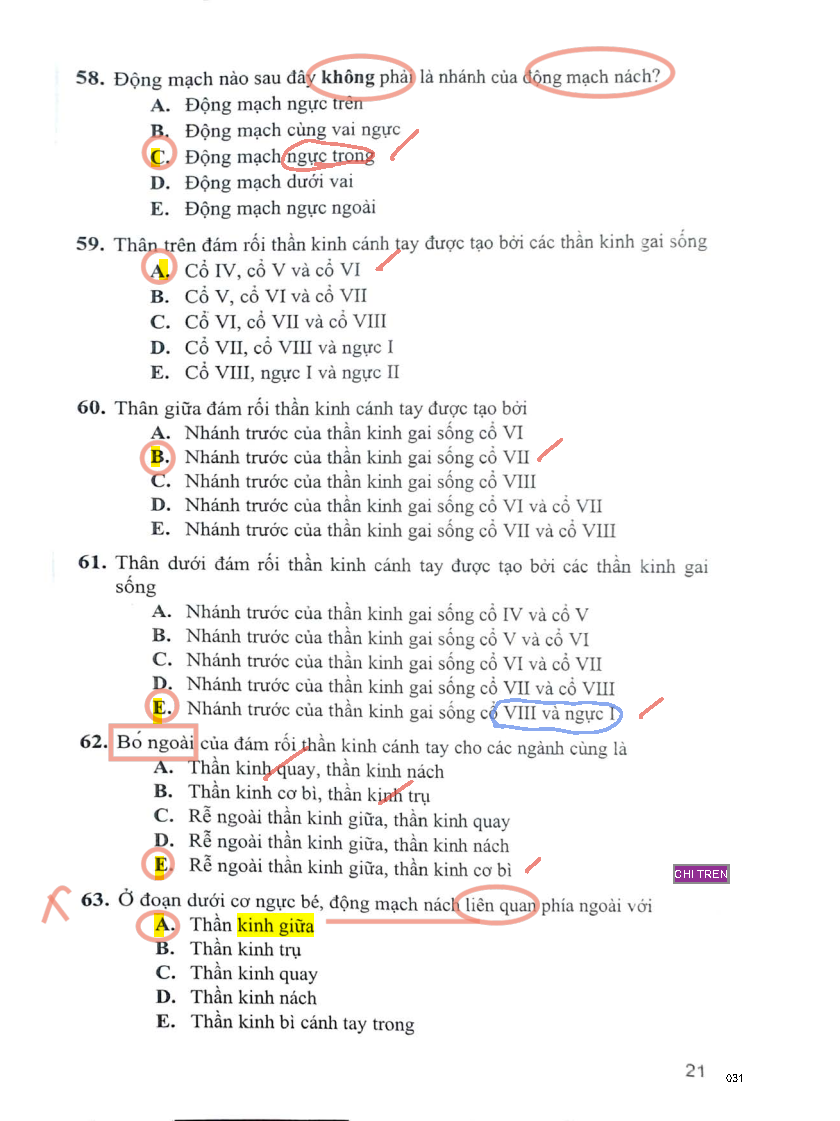 58. Động mạch nào sau đây không phải là nhánh của động mạch nách?
A. Động mạch ngực trên
B. Động mạch cùng vai ngực
C. Động mạch ngực trong
D. Động mạch dưới vai
E. Động mạch ngực ngoài
59. Thân trên đám rối thần kinh cánh tay được tạo bởi các thần kinh gai sống
A. Cổ IV, cổ V và cổ VI
B. Cổ V, cổ VI và cổ VII
C. Cổ VI, cổ VII và cổ VIII
D. Cổ VII, cổ VIII và ngực I
E. Cổ VIII, ngực I và ngực II
60. Thân giữa đám rối thần kinh cánh tay được tạo bởi
A. Nhánh trước của thần kinh gai sống cổ VI
B. Nhánh trước của thần kinh gai sống cổ VII
C. Nhánh trước của thần kinh gai sống cổ VIII
D. Nhánh trước của thần kinh gai sống cổ VI và cổ VII
E. Nhánh trước của thần kinh gai sống cổ VII và cổ VIII
61. Thân dưới đám rối thần kinh cánh tay được tạo bởi các thần kinh gai
sống
A. Nhánh trước của thần kinh gai sống cổ IV và cổ V
B. Nhánh trước của thần kinh gai sống cổ V và cổ VI
C. Nhánh trước của thần kinh gai sống cổ VI và cổ VII
D. Nhánh trước của thần kinh gai sống cổ VII và cổ VIII
E. Nhánh trước của thần kinh gai sống cổ VIII và ngực I
62. Bó ngoài của đám rối thần kinh cánh tay cho các ngành cùng là
A. Thần kinh quay, thần kinh nách
B. Thần kinh cơ bì, thần kinh trụ
C. Rễ ngoài thần kinh giữa, thần kinh quay
D. Rễ ngoài thần kinh giữa, thần kinh nách
E. Rễ ngoài thần kinh giữa, thần kinh cơ bì
CHI TREN
63. Ở đoạn dưới cơ ngực bé, động mạch nách liên quan phía ngoài với
A. Thần kinh giữa
B. Thần kinh trụ
C. Thần kinh quay
D. Thần kinh nách
E. Thần kinh bì cánh tay trong
21
031